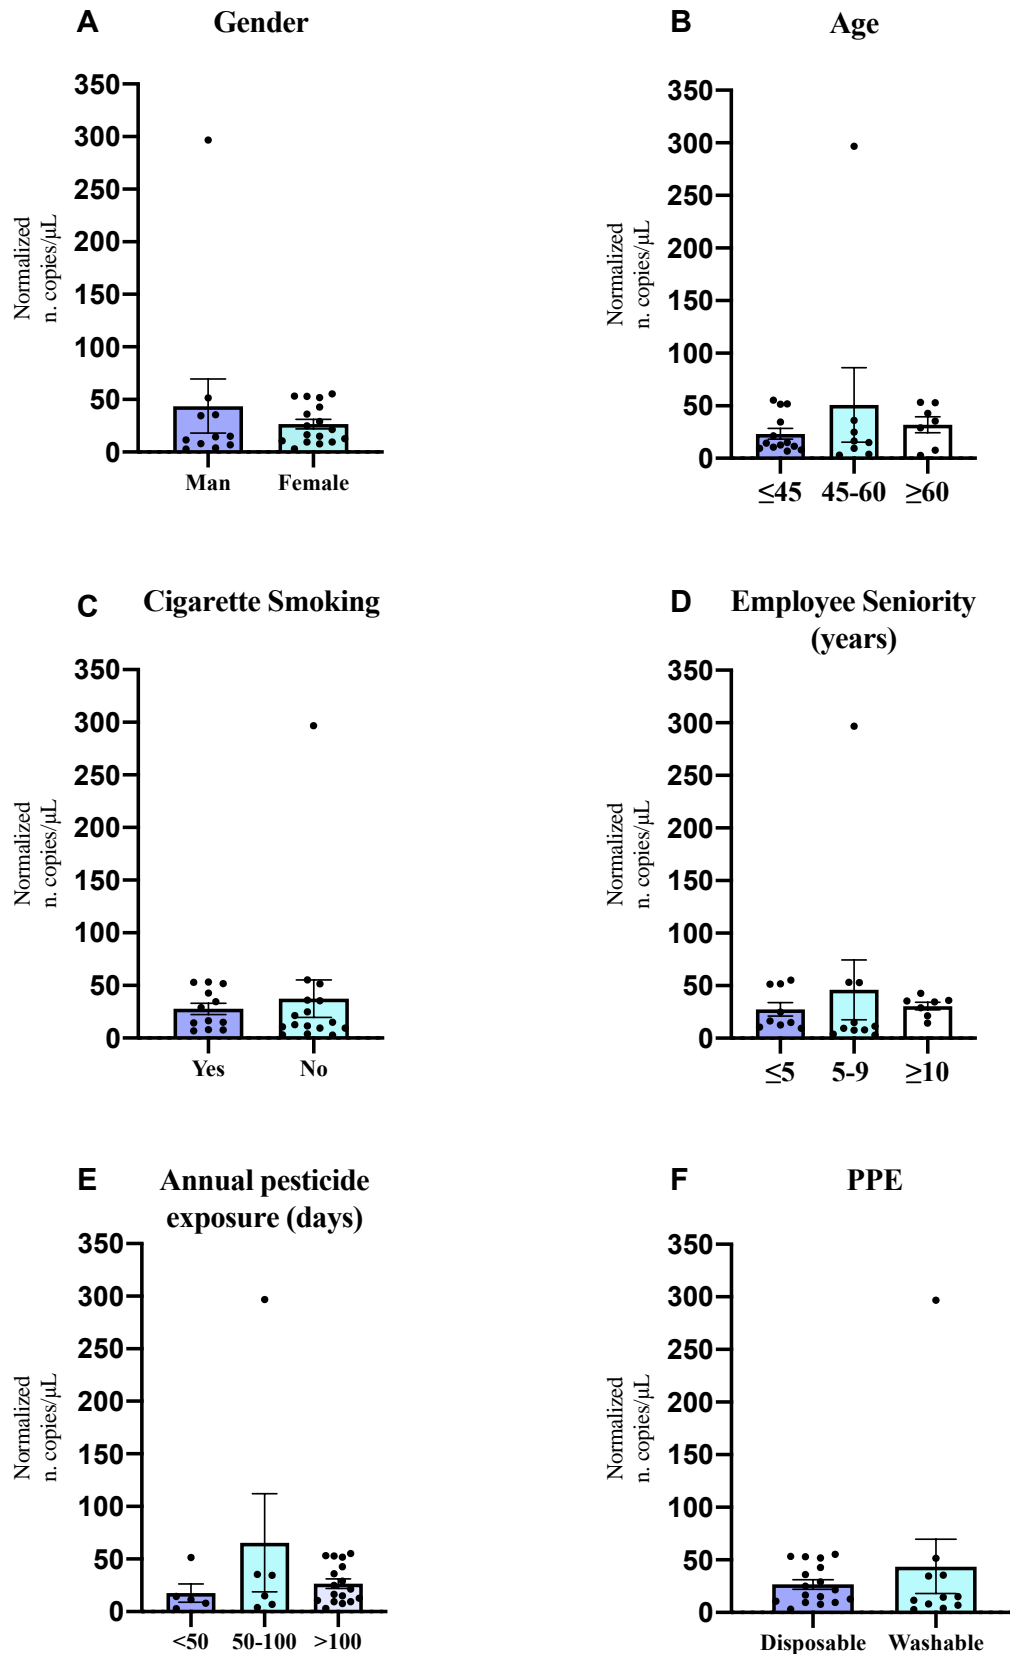 A Gender
350
300
250
200
150
100
50
0
Normalized
n. copies/µL
Man Female
B Age
350
300
250
200
150
100
50
0
Normalized
n. copies/µL
≤45 45-60 ≥60
C Cigarette Smoking
350
300
250
200
150
100
50
0
Normalized
n. copies/µL
Yes No
D Employee Seniority
(years)
350
300
250
200
150
100
50
0
Normalized
n. copies/µL
≤5 5-9 ≥10
E Annual pesticide
exposure (days)
350
300
250
200
150
100
50
0
Normalized
n. copies/µL
<50 50-100 >100
F PPE
350
300
250
200
150
100
50
0
Normalized
n. copies/µL
Disposable Washable